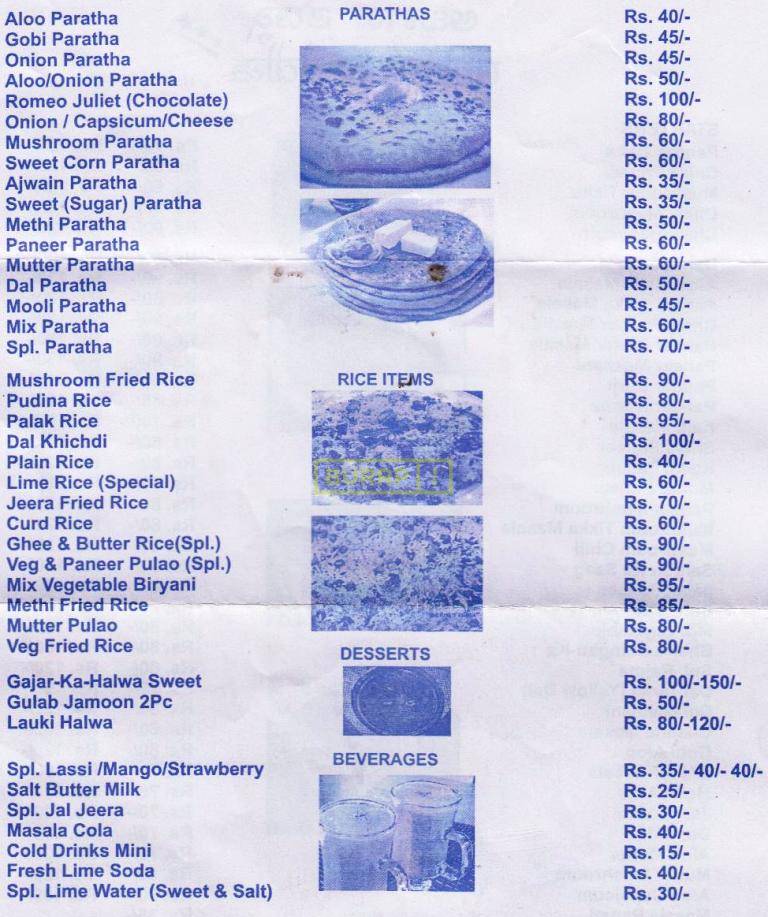 PARATHAS
Aloo Paratha Rs. 40/-
Gobi Paratha Rs. 45/-
Onion Paratha Rs. 45/-
Aloo/Onion Paratha Rs. 50/-
Romeo Juliet (Chocolate) Rs. 100/-
Onion / Capsicum/Cheese Rs. 80/-
Mushroom Paratha Rs. 60/-
Sweet Corn Paratha Rs. 60/-
Ajwain Paratha Rs. 35/-
Sweet (Sugar) Paratha Rs. 35/-
Methi Paratha Rs. 50/-
Paneer Paratha Rs. 60/-
Mutter Paratha Rs. 60/-
Dal Paratha Rs. 50/-
Mooli Paratha Rs. 45/-
Mix Paratha Rs. 60/-
Spl. Paratha Rs. 70/-
RICE ITEMS
Mushroom Fried Rice Rs. 90/-
Pudina Rice Rs. 80/-
Palak Rice Rs. 95/-
Dal Khichdi Rs. 100/-
Plain Rice Rs. 40/-
Lime Rice (Special) Rs. 60/-
Jeera Fried Rice Rs. 70/-
Curd Rice Rs. 60/-
Ghee & Butter Rice(Spl.) Rs. 90/-
Veg & Paneer Pulao (Spl.) Rs. 90/-
Mix Vegetable Biryani Rs. 95/-
Methi Fried Rice Rs. 85/-
Mutter Pulao Rs. 80/-
Veg Fried Rice Rs. 80/-
DESSERTS
Gajar-Ka-Halwa Sweet Rs. 100/-150/-
Gulab Jamoon 2Pc Rs. 50/-
Lauki Halwa Rs. 80/-120/-
BEVERAGES
Spl. Lassi /Mango/Strawberry Rs. 35/- 40/- 40/-
Salt Butter Milk Rs. 25/-
Spl. Jal Jeera Rs. 30/-
Masala Cola Rs. 40/-
Cold Drinks Mini Rs. 15/-
Fresh Lime Soda Rs. 40/-
Spl. Lime Water (Sweet & Salt) Rs. 30/-